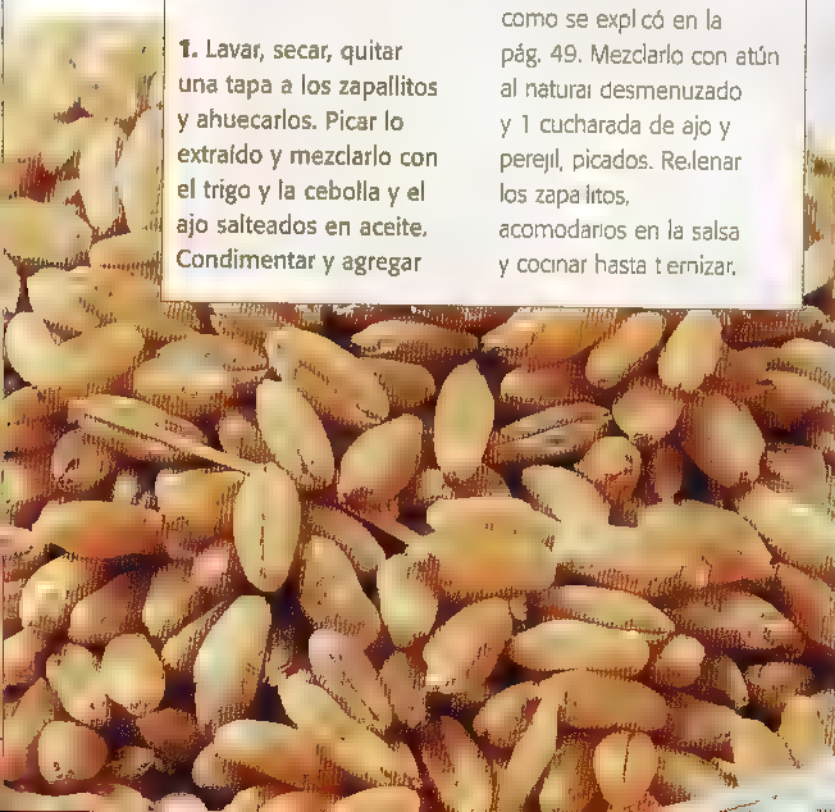 1. Lavar, secar, quitar
una tapa a los zapallitos
y ahuecarlos. Picar lo
extraído y mezclarlo con
el trigo y la cebolla y el
ajo salteados en aceite.
Condimentar y agregar
como se explicó en la
pág. 49. Mezclarlo con atún
al natural desmenuzado
y 1 cucharada de ajo y
perejil, picados. Rellenar
los zapallitos,
acomodarlos en la salsa
y cocinar hasta tiernizar.